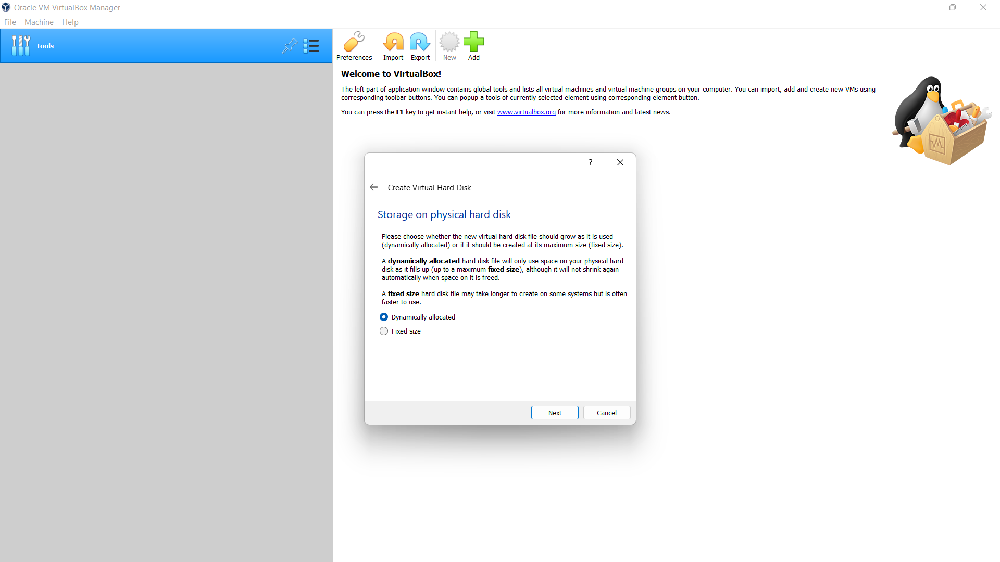 Oracle VM VirtualBox Manager
File Machine Help
Tools
Preferences Import Export New Add
Welcome to VirtualBox!
The left part of application window contains global tools and lists all virtual machines and virtual machine groups on your computer. You can import, add and create new VMs using
corresponding toolbar buttons. You can popup a tools of currently selected element using corresponding element button.
You can press the F1 key to get instant help, or visit www.virtualbox.org for more information and latest news.
?
Create Virtual Hard Disk
Storage on physical hard disk
Please choose whether the new virtual hard disk file should grow as it is used
(dynamically allocated) or if it should be created at its maximum size (fixed size).
A dynamically allocated hard disk file will only use space on your physical hard
disk as it fills up (up to a maximum fixed size), although it will not shrink again
automatically when space on it is freed.
A fixed size hard disk file may take longer to create on some systems but is often
faster to use.
Dynamically allocated
Fixed size
Next Cancel